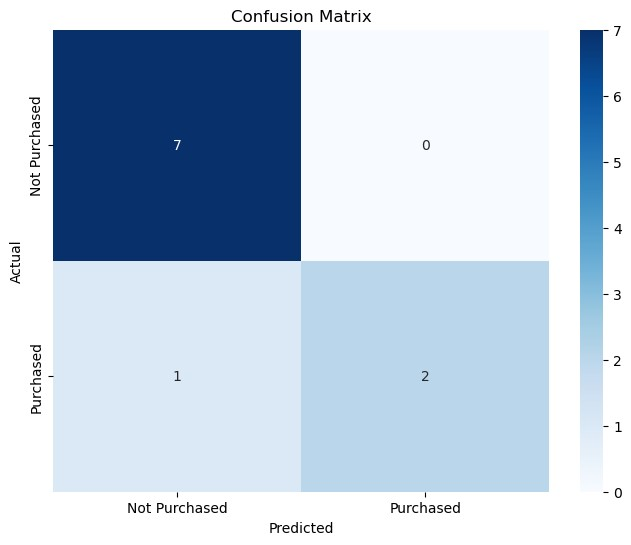 Confusion Matrix
Actual
Not Purchased
7
0
Purchased
1
2
Not Purchased
Purchased
Predicted
7
6
5
4
3
2
1
0